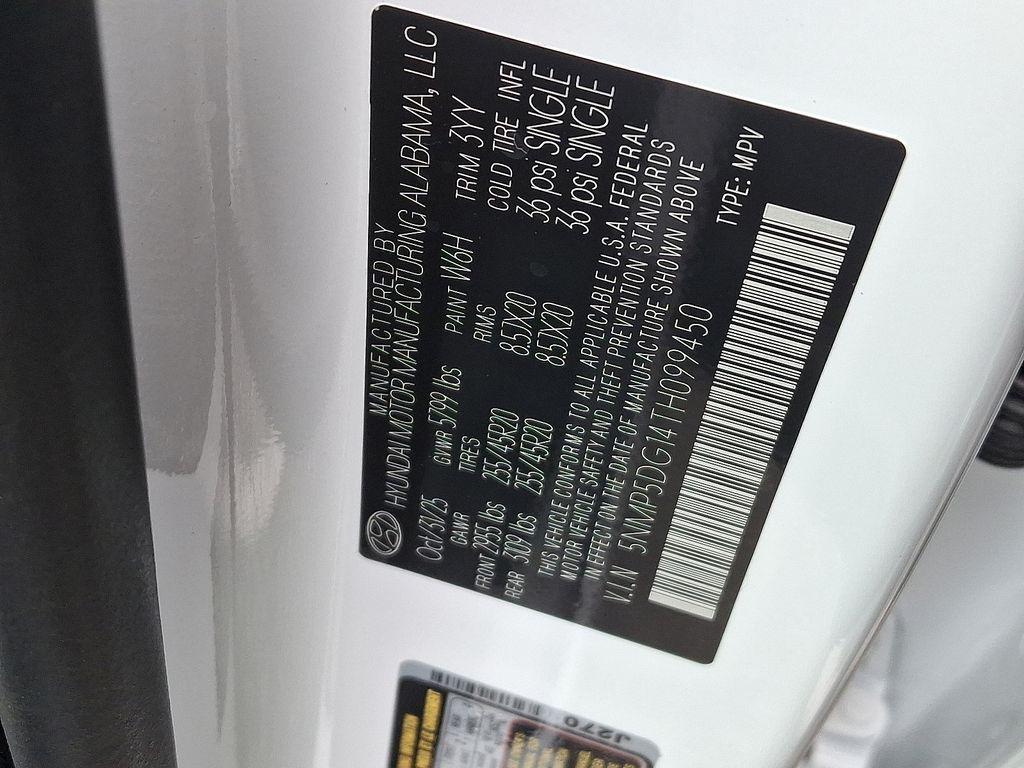 MANUFACTURED BY
HYUNDAI MOTOR MANUFACTURING ALABAMA, LLC
Oct/31/25 GVWR 5799 lbs PAINT W6H TRIM 3YY
GAWR TIRES RIMS COLD TIRE INFL
FRONT 2955 lbs 255/45R20 8.5X20 36 psi SINGLE
REAR 3109 lbs 255/45R20 8.5X20 36 psi SINGLE
THIS VEHICLE CONFORMS TO ALL APPLICABLE U.S.A. FEDERAL
MOTOR VEHICLE SAFETY AND THEFT PREVENTION STANDARDS
IN EFFECT ON THE DATE OF MANUFACTURE SHOWN ABOVE
V.I.N 5NMP5DG14TH099450 TYPE: MPV
J270